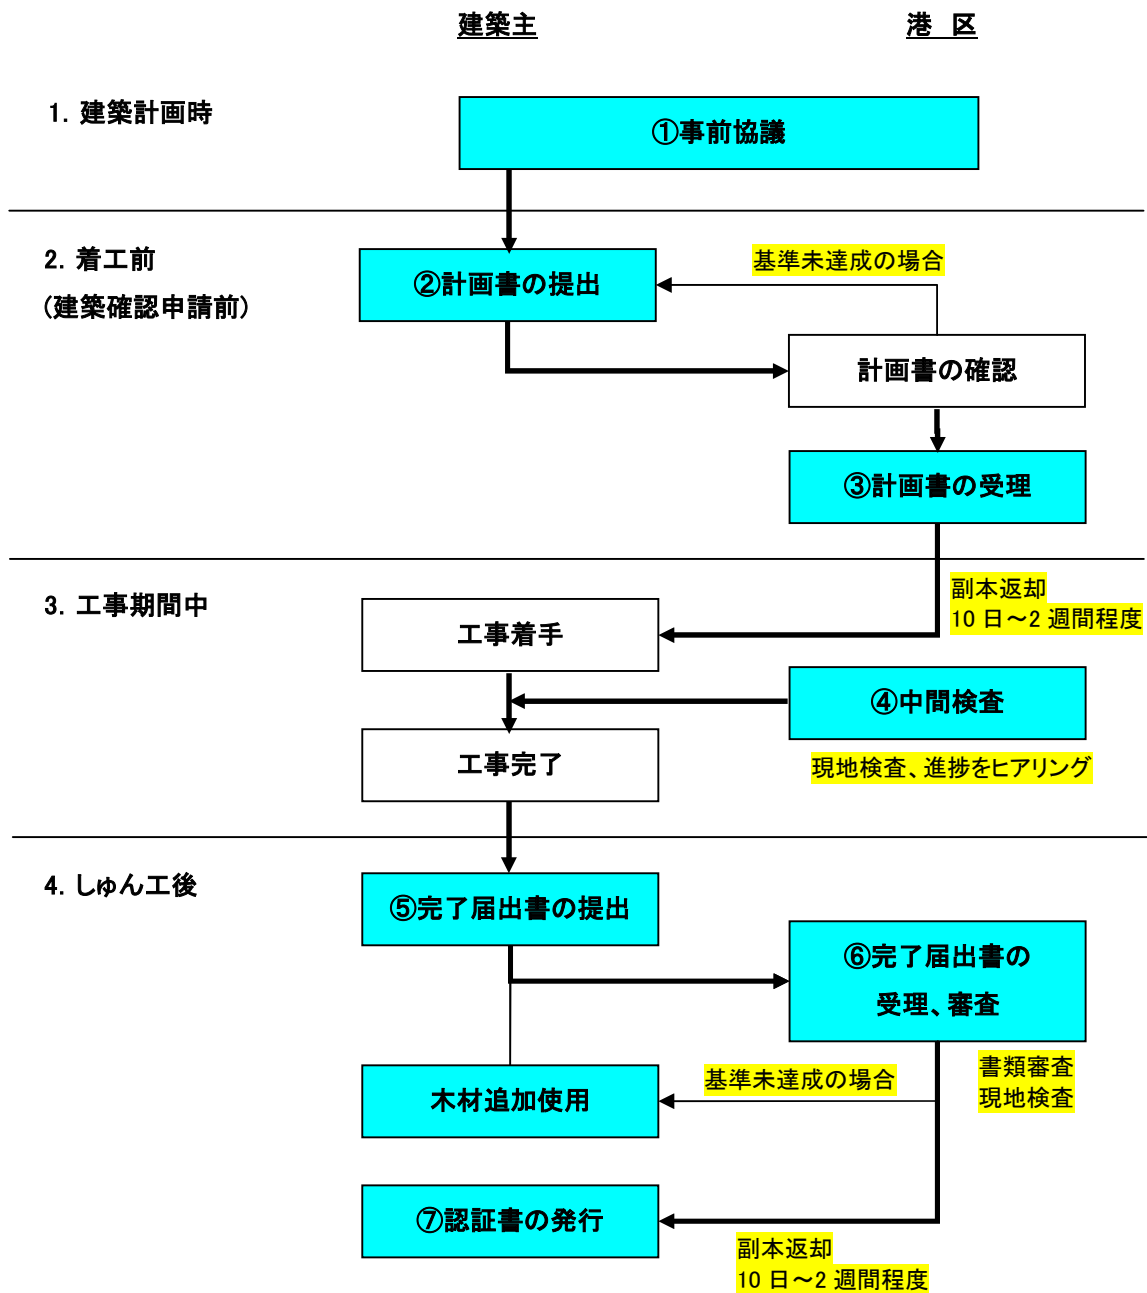 建築主
港 区
1. 建築計画時
①事前協議
2. 着工前
(建築確認申請前)
②計画書の提出
基準未達成の場合
計画書の確認
③計画書の受理
3. 工事期間中
副本返却
10日～2週間程度
工事着手
④中間検査
現地検査、進捗をヒアリング
工事完了
4. しゅん工後
⑤完了届出書の提出
⑥完了届出書の
受理、審査
書類審査
現地検査
基準未達成の場合
木材追加使用
⑦認証書の発行
副本返却
10日～2週間程度